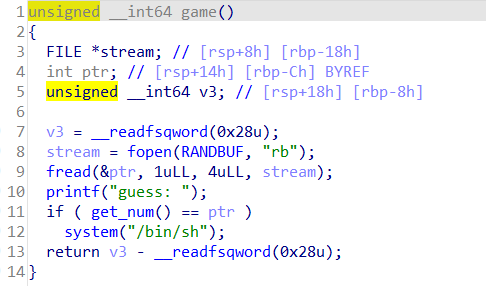 1 unsigned __int64 game()
2 {
3 FILE *stream; // [rsp+8h] [rbp-18h]
4 int ptr; // [rsp+14h] [rbp-Ch] BYREF
5 unsigned __int64 v3; // [rsp+18h] [rbp-8h]
6
7 v3 = __readfsqword(0x28u);
8 stream = fopen(RANDBUF, "rb");
9 fread(&ptr, 1uLL, 4uLL, stream);
10 printf("guess: ");
11 if ( get_num() == ptr )
12 system("/bin/sh");
13 return v3 - __readfsqword(0x28u);
14 }